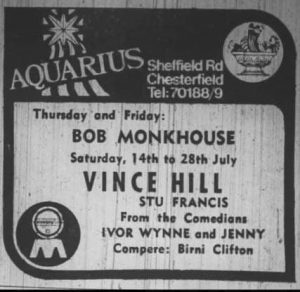 AQUARIUS
Sheffield Rd
Chesterfield
Tel: 70188/9
Thursday and Friday:
BOB MONKHOUSE
Saturday, 14th to 28th July
VINCE HILL
STU FRANCIS
From the Comedians
IVOR WYNNE and JENNY
Compere: Birni Clifton